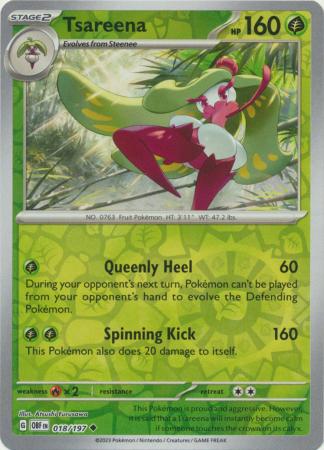 STAGE 2
Tsareena
HP 160
Evolves from Steenee
NO. 0763 Fruit Pokémon HT: 3'11" WT: 47.2 lbs.
Queenly Heel 60
During your opponent's next turn, Pokémon can't be played
from your opponent's hand to evolve the Defending
Pokémon.
Spinning Kick 160
This Pokémon also does 20 damage to itself.
weakness ×2 resistance retreat
Illus. Atsushi Furusawa
G OBF EN 018/197
This Pokémon is proud and aggressive. However,
it is said that a Tsareena will instantly become
calm if someone touches the crown on its calyx.
©2023 Pokémon / Nintendo / Creatures / GAME FREAK